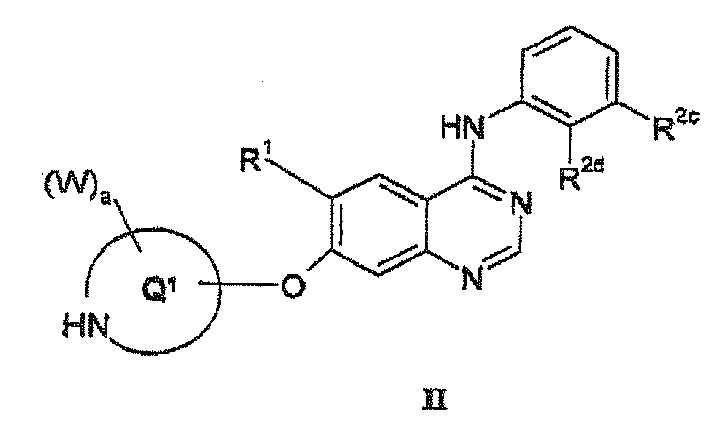 HN
R²ᶜ
R¹
R²ᵈ
(W)ₐ
N
Q¹
O
N
HN
II